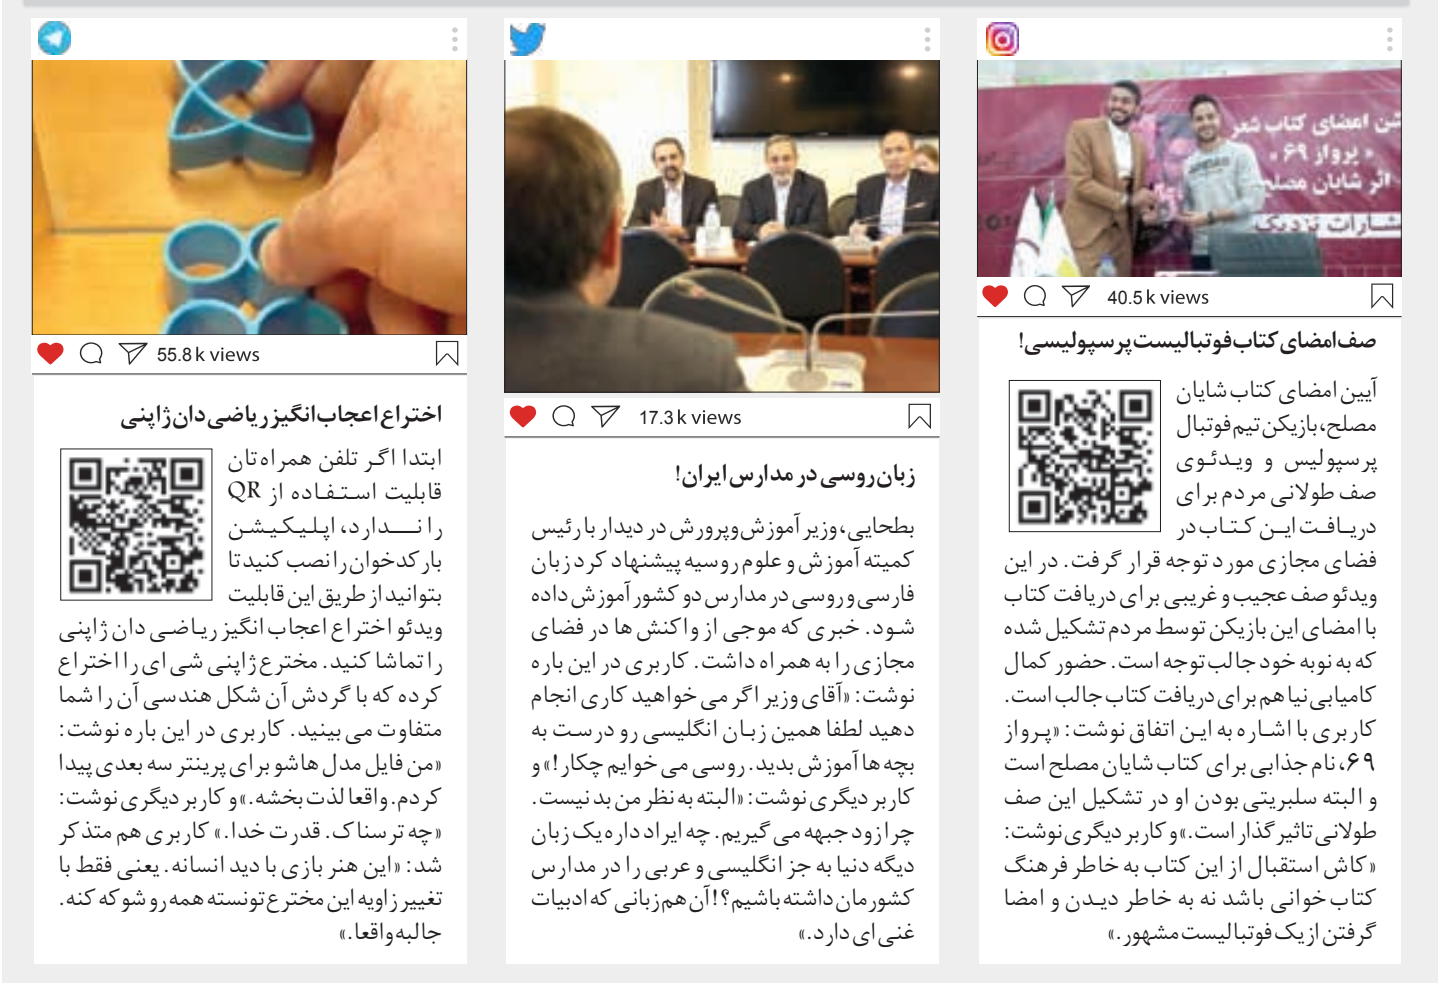 شن امضای کتاب شعر
« پرواز ۶۹ »
اثر شایان مصلح
شارات نزدیک
40.5 k views
صف امضای کتاب فوتبالیست پرسپولیسی!
آیین امضای کتاب شایان
مصلح، بازیکن تیم فوتبال
پرسپولیس و ویدئوی
صف طولانی مردم برای
دریافت این کتاب در
فضای مجازی مورد توجه قرار گرفت. در این
ویدئو صف عجیب و غریبی برای دریافت کتاب
با امضای این بازیکن توسط مردم تشکیل شده
که به نوبه خود جالب توجه است. حضور کمال
کامیابی نیا هم برای دریافت کتاب جالب است.
کاربری با اشاره به این اتفاق نوشت: «پرواز
۶۹، نام جذابی برای کتاب شایان مصلح است
و البته سلبریتی بودن او در تشکیل این صف
طولانی تاثیرگذار است.» و کاربر دیگری نوشت:
«کاش استقبال از این کتاب به خاطر فرهنگ
کتاب خوانی باشد نه به خاطر دیدن و امضا
گرفتن از یک فوتبالیست مشهور.»
17.3 k views
زبان روسی در مدارس ایران!
بطحایی، وزیر آموزش‌وپرورش در دیدار با رئیس
کمیته آموزش و علوم روسیه پیشنهاد کرد زبان
فارسی و روسی در مدارس دو کشور آموزش داده
شود. خبری که موجی از واکنش ها در فضای
مجازی را به همراه داشت. کاربری در این باره
نوشت: «آقای وزیر اگر می خواهید کاری انجام
دهید لطفا همین زبان انگلیسی رو درست به
بچه ها آموزش بدید. روسی می خوایم چکار!» و
کاربر دیگری نوشت: «البته به نظر من بد نیست.
چرا زود جبهه می گیریم. چه ایراد داره یک زبان
دیگه دنیا به جز انگلیسی و عربی را در مدارس
کشورمان داشته باشیم؟! آن هم زبانی که ادبیات
غنی ای دارد.»
55.8 k views
اختراع اعجاب انگیز ریاضی دان ژاپنی
ابتدا اگر تلفن همراه تان
قابلیت استفاده از QR
را ندارد، اپلیکیشن
بارکدخوان را نصب کنید تا
بتوانید از طریق این قابلیت
ویدئو اختراع اعجاب انگیز ریاضی دان ژاپنی
را تماشا کنید. مخترع ژاپنی شی ای را اختراع
کرده که با گردش آن شکل هندسی آن را شما
متفاوت می بینید. کاربری در این باره نوشت:
«من فایل مدل هاشو برای پرینتر سه بعدی پیدا
کردم. واقعا لذت بخشه.» و کاربر دیگری نوشت:
«چه ترسناک. قدرت خدا.» کاربری هم متذکر
شد: «این هنر بازی با دید انسانه. یعنی فقط با
تغییر زاویه این مخترع تونسته همه رو شوکه کنه.
جالبه واقعا.»